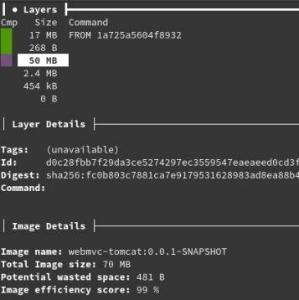 ● Layers
Cmp Size Command
17 MB FROM 1a725a5604f8932
268 B
50 MB
2.4 MB
454 kB
0 B
Layer Details
Tags: (unavailable)
Id: d0c28fbb7f29da3ce5274297ec3559547eaeaeed0cd3f
Digest: sha256:fc0b803c7881ca7e9179531628983ad8ea88b4
Command:
Image Details
Image name: webmvc-tomcat:0.0.1-SNAPSHOT
Total Image size: 70 MB
Potential wasted space: 481 B
Image efficiency score: 99 %